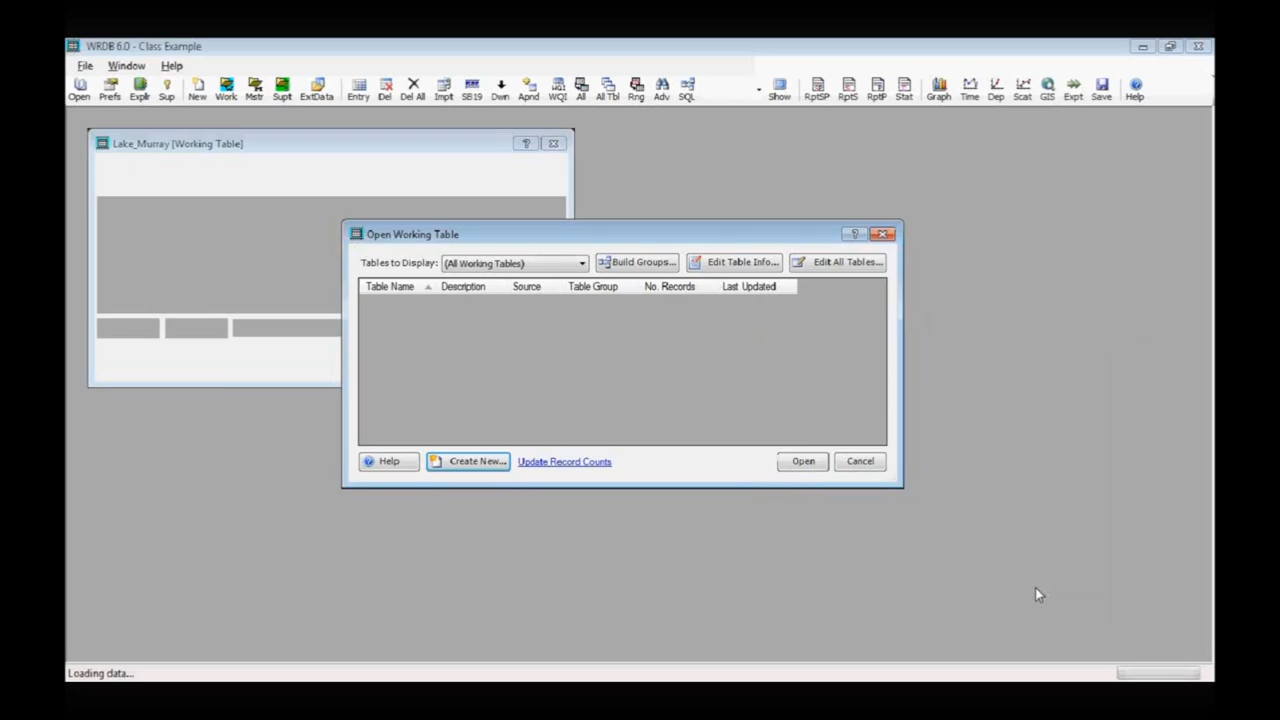 WRDB 6.0 - Class Example
File Window Help
Open Prefs Explr Sup New Work Mstr Supt ExtData Entry Del Del All Impt SB19 Dwn Apnd WQI All All Tbl Rng Adv SQL Show RptSP RptS RptP Stat Graph Time Dep Scat GIS Expt Save Help
Lake_Murray [Working Table]
Open Working Table
Tables to Display: (All Working Tables) Build Groups... Edit Table Info... Edit All Tables...
Table Name Description Source Table Group No. Records Last Updated
Help Create New... Update Record Counts Open Cancel
Loading data...